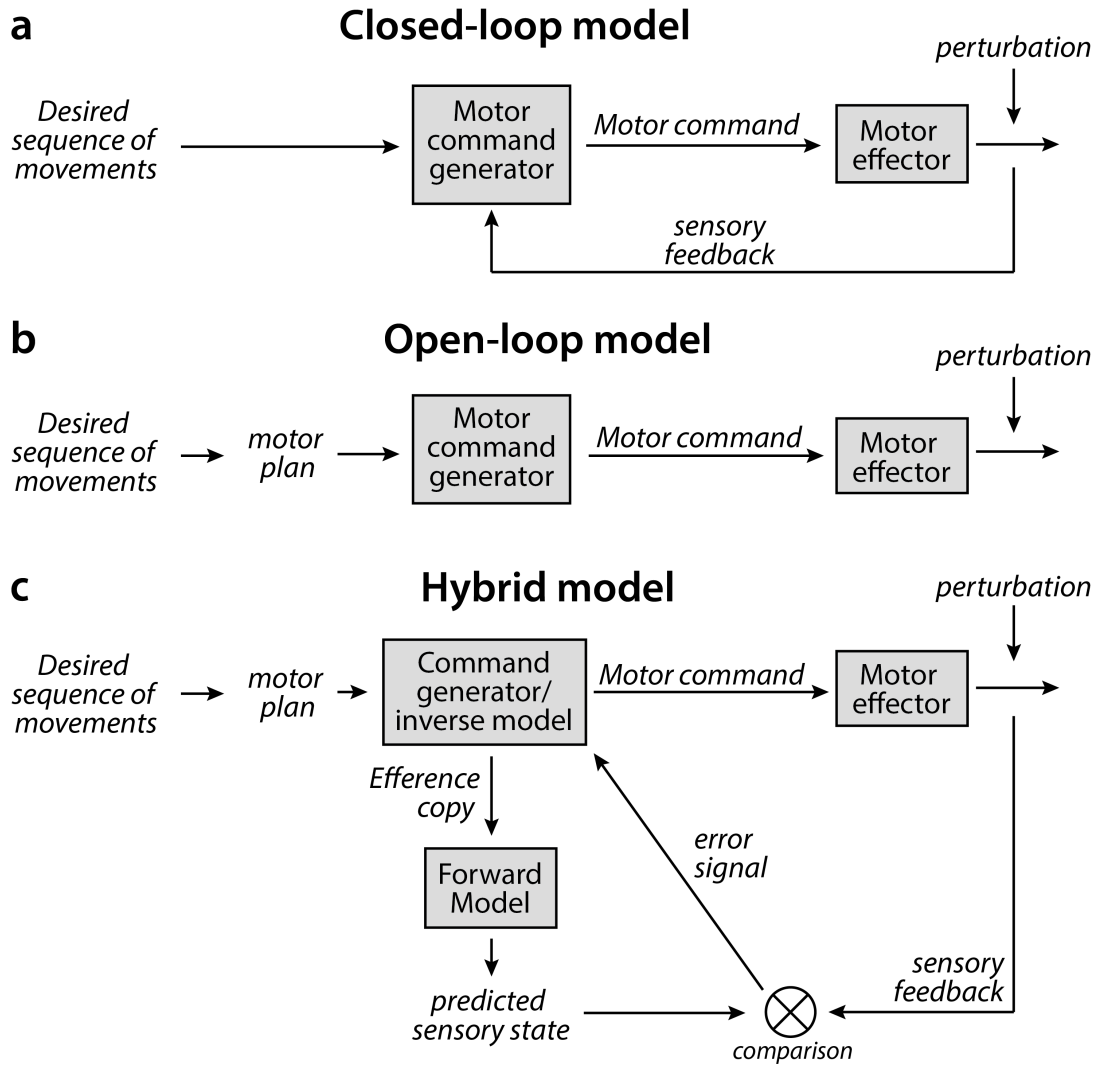 a
Closed-loop model
perturbation
Desired
sequence of
movements
Motor
command
generator
Motor command
Motor
effector
sensory
feedback
b
Open-loop model
perturbation
Desired
sequence of
movements
motor
plan
Motor
command
generator
Motor command
Motor
effector
c
Hybrid model
perturbation
Desired
sequence of
movements
motor
plan
Command
generator/
inverse model
Motor command
Motor
effector
Efference
copy
error
signal
Forward
Model
sensory
feedback
predicted
sensory state
comparison